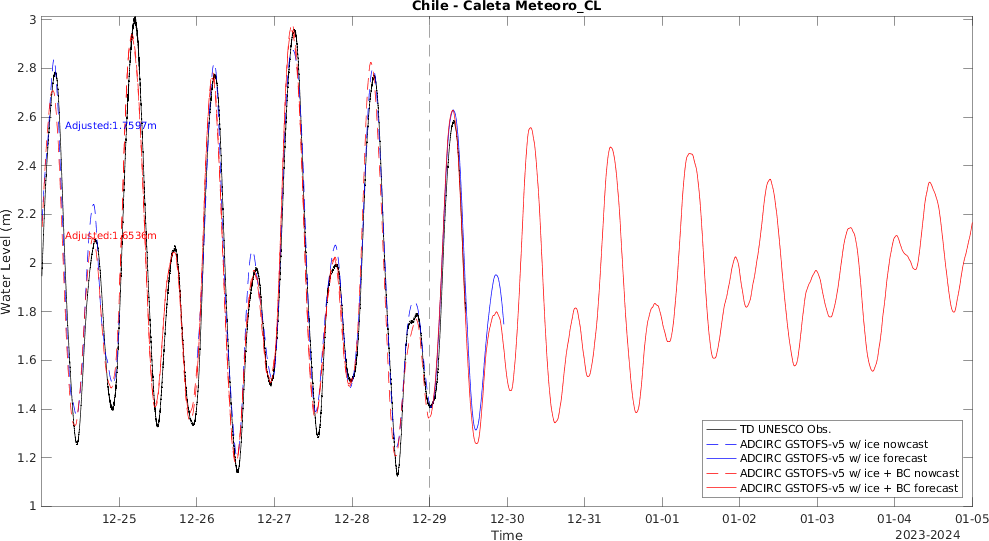 Chile - Caleta Meteoro_CL
3
2.8
2.6
2.4
2.2
2
1.8
1.6
1.4
1.2
1
Water Level (m)
Adjusted:1.7597m
Adjusted:1.6536m
TD UNESCO Obs.
ADCIRC GSTOFS-v5 w/ ice nowcast
ADCIRC GSTOFS-v5 w/ ice forecast
ADCIRC GSTOFS-v5 w/ ice + BC nowcast
ADCIRC GSTOFS-v5 w/ ice + BC forecast
12-25 12-26 12-27 12-28 12-29 12-30 12-31 01-01 01-02 01-03 01-04 01-05
Time
2023-2024